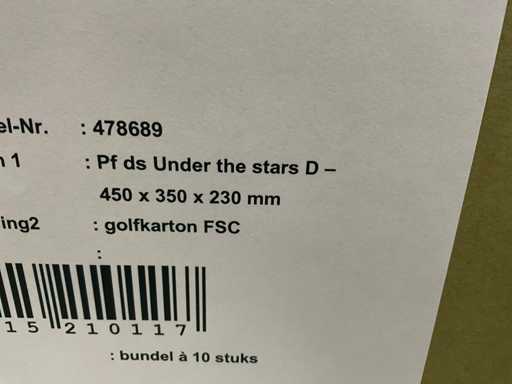 el-Nr. : 478689
1 : Pf ds Under the stars D –
450 x 350 x 230 mm
ing2 : golfkarton FSC
:
15 210117
: bundel à 10 stuks